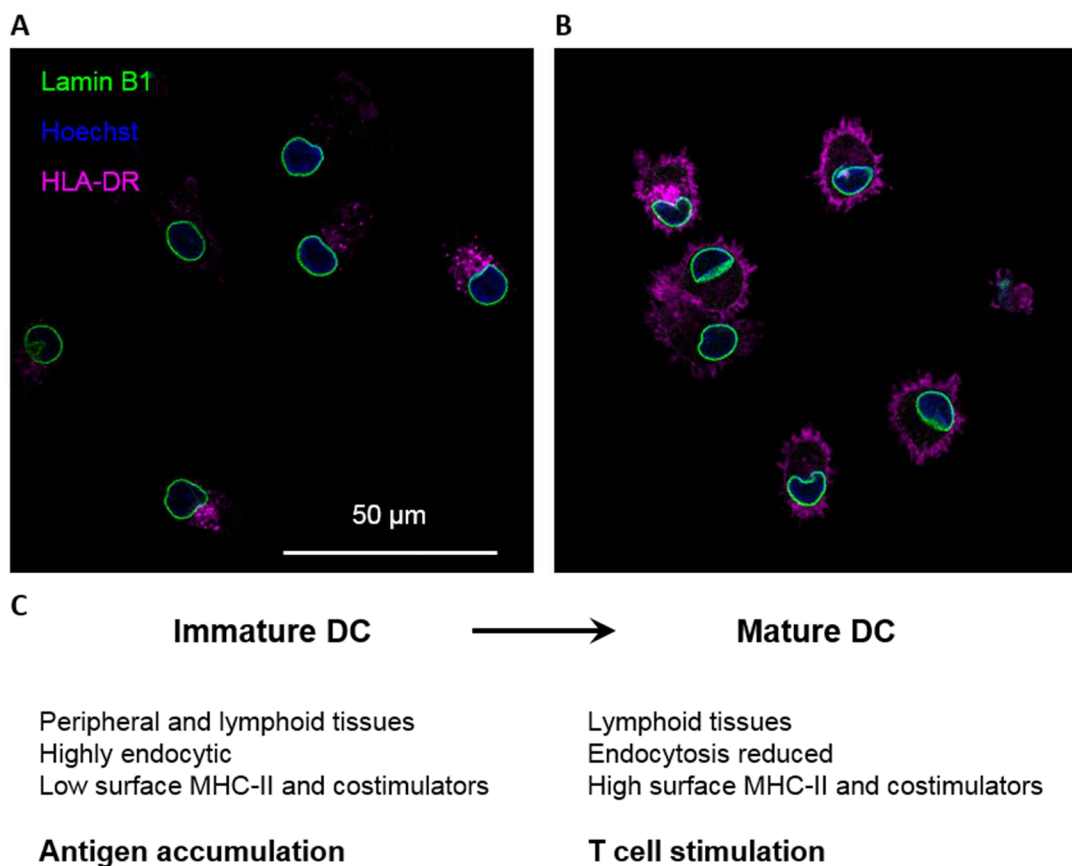 A
B
Lamin B1
Hoechst
HLA-DR
50 µm
C
Immature DC
Mature DC
Peripheral and lymphoid tissues
Highly endocytic
Low surface MHC-II and costimulators
Lymphoid tissues
Endocytosis reduced
High surface MHC-II and costimulators
Antigen accumulation
T cell stimulation